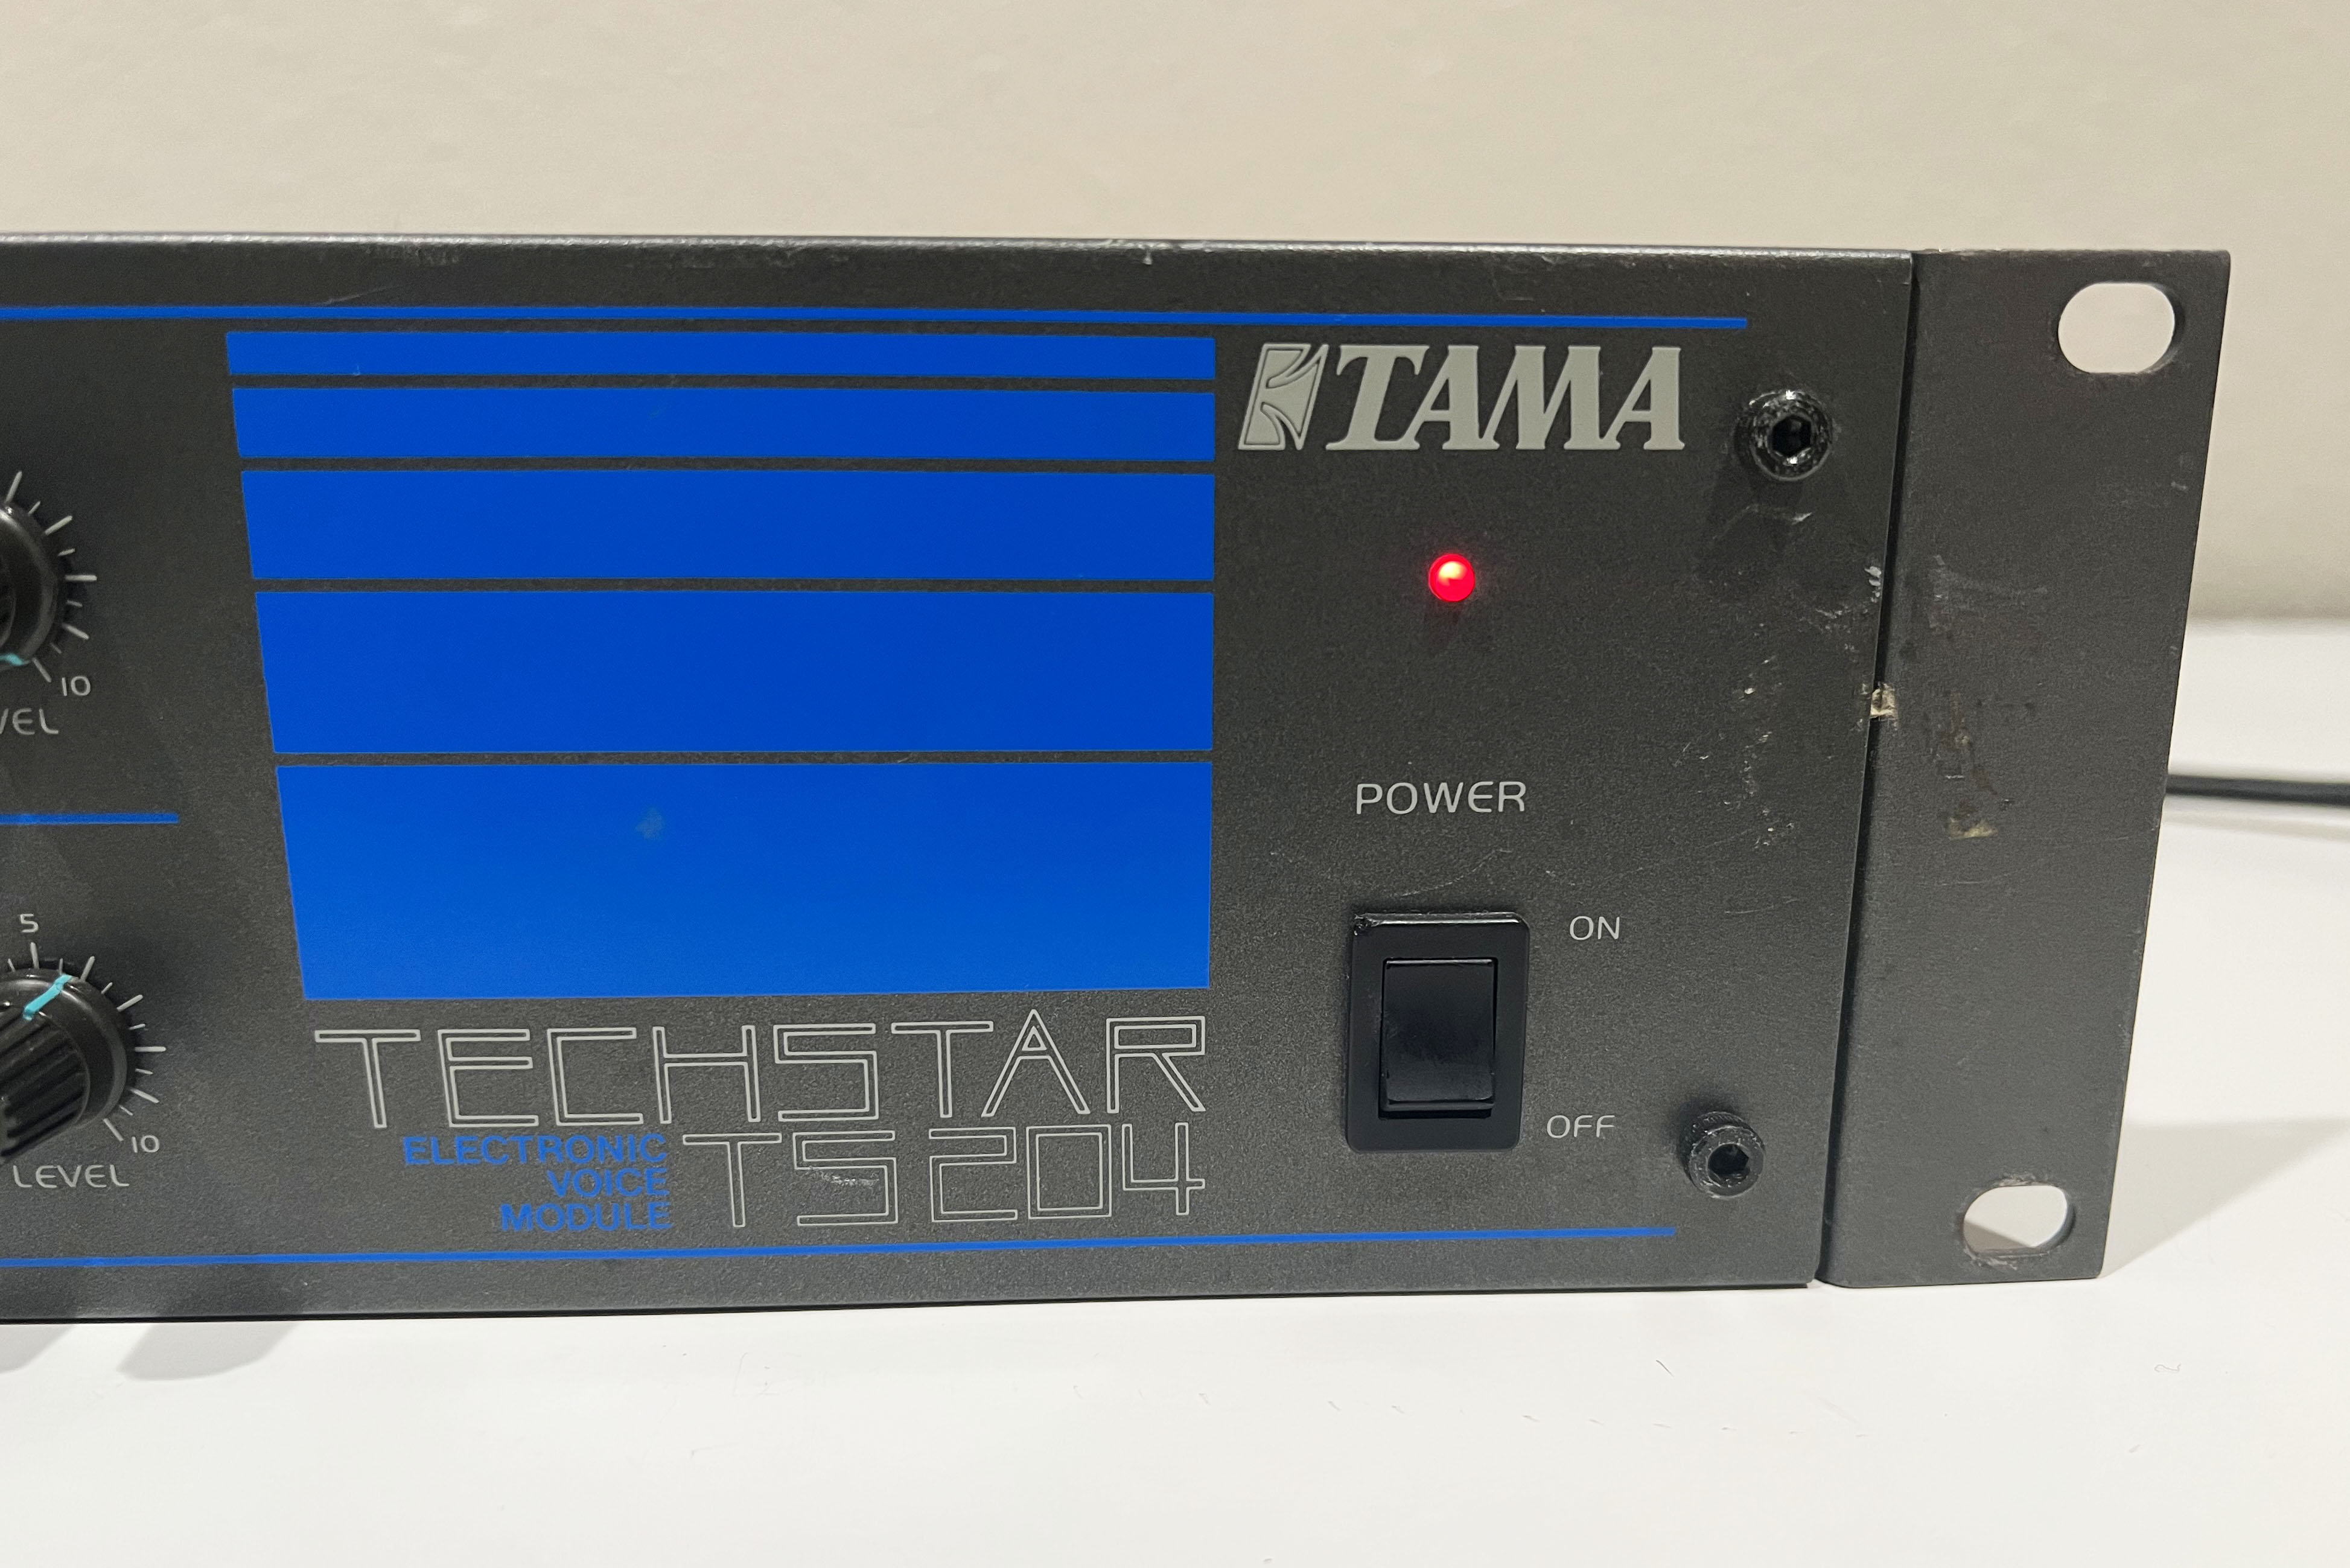 TAMA
10
VEL
POWER
5
ON
10
LEVEL
OFF
TECHSTAR
ELECTRONIC
VOICE
MODULE
TS204